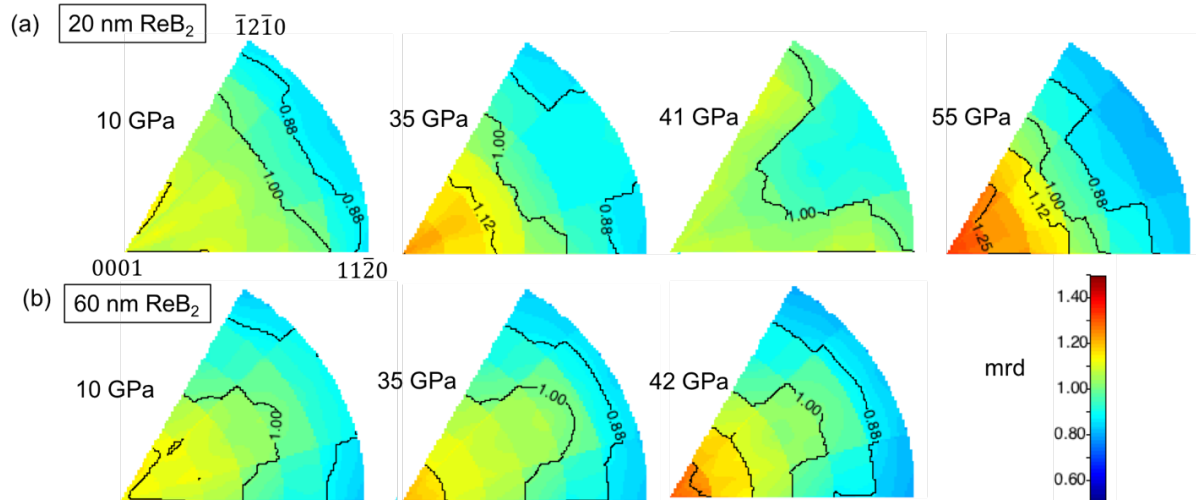 (a) 20 nm ReB₂ 1̄21̄0
10 GPa 35 GPa 41 GPa 55 GPa
0.88 1.00
1.00 1.12 0.88
1.00
0.88 1.00 1.12 1.25
0001 112̄0
(b) 60 nm ReB₂
10 GPa 35 GPa 42 GPa
1.00
1.00 0.88
1.00 0.88
0.88
mrd
1.40
1.20
1.00
0.80
0.60